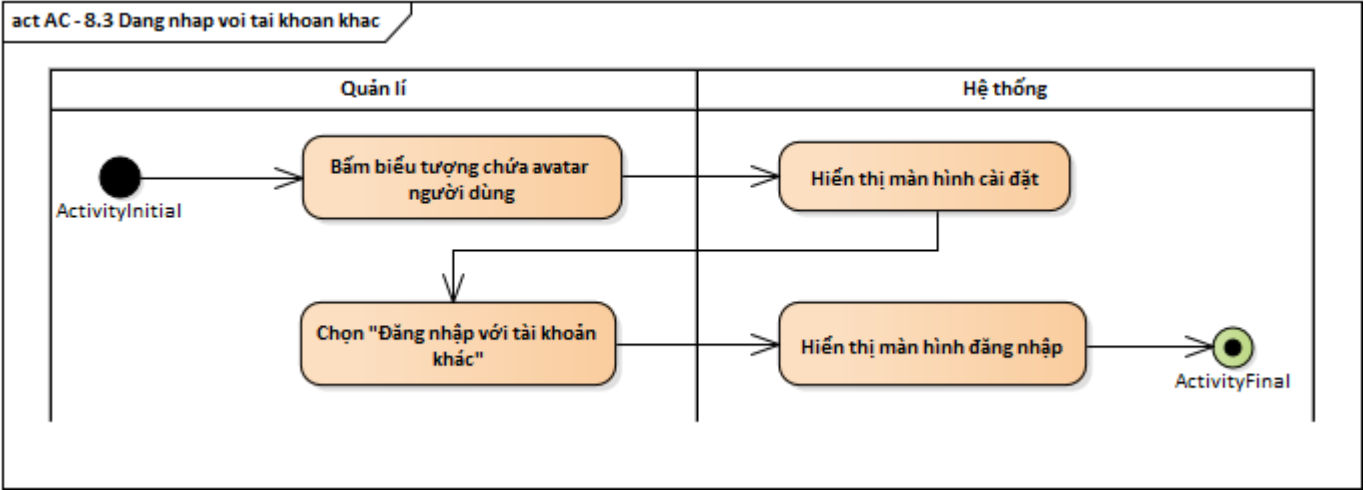 act AC - 8.3 Dang nhap voi tai khoan khac
Quản lí
Hệ thống
Bấm biểu tượng chứa avatar
người dùng
Hiển thị màn hình cài đặt
ActivityInitial
Chọn "Đăng nhập với tài khoản
khác"
Hiển thị màn hình đăng nhập
ActivityFinal